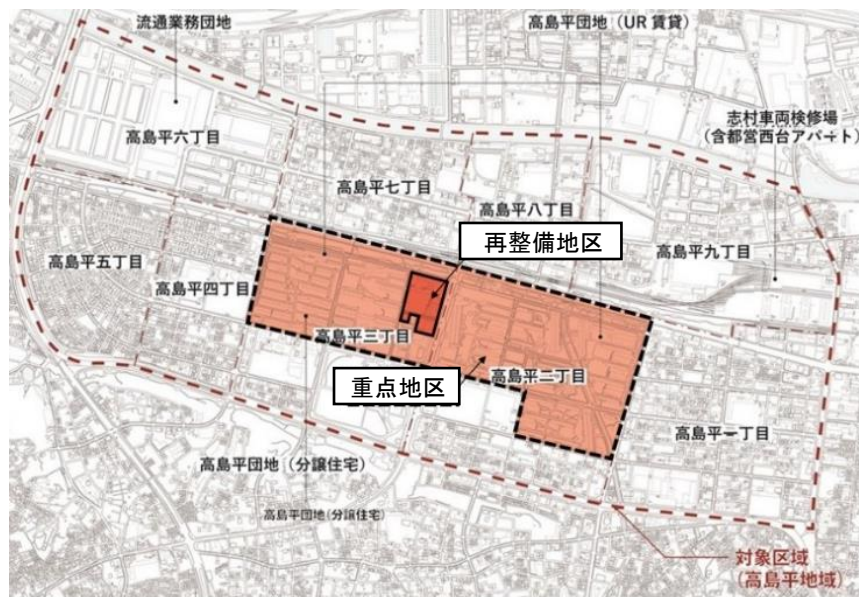 流通業務団地
高島平団地（UR 賃貸）
志村車両検修場
（含都営西台アパート）
高島平六丁目
高島平七丁目
高島平八丁目
再整備地区
高島平九丁目
高島平五丁目
高島平四丁目
高島平三丁目
重点地区
高島平二丁目
高島平一丁目
高島平団地（分譲住宅）
高島平団地(分譲住宅)
対象区域
（高島平地域）